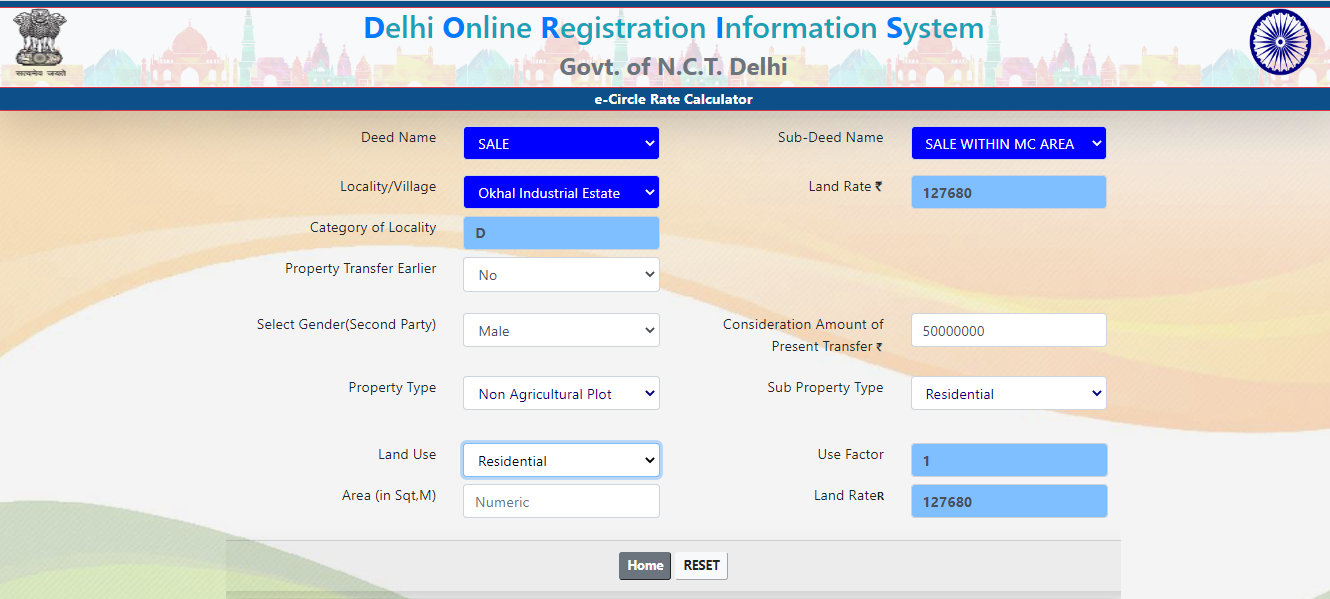 Delhi Online Registration Information System
सत्यमेव जयते
Govt. of N.C.T. Delhi
e-Circle Rate Calculator
Deed Name SALE Sub-Deed Name SALE WITHIN MC AREA
Locality/Village Okhal Industrial Estate Land Rate ₹ 127680
Category of Locality D
Property Transfer Earlier No
Select Gender(Second Party) Male Consideration Amount of
Present Transfer ₹ 50000000
Property Type Non Agricultural Plot Sub Property Type Residential
Land Use Residential Use Factor 1
Area (in Sqt,M) Numeric Land RateR 127680
Home RESET